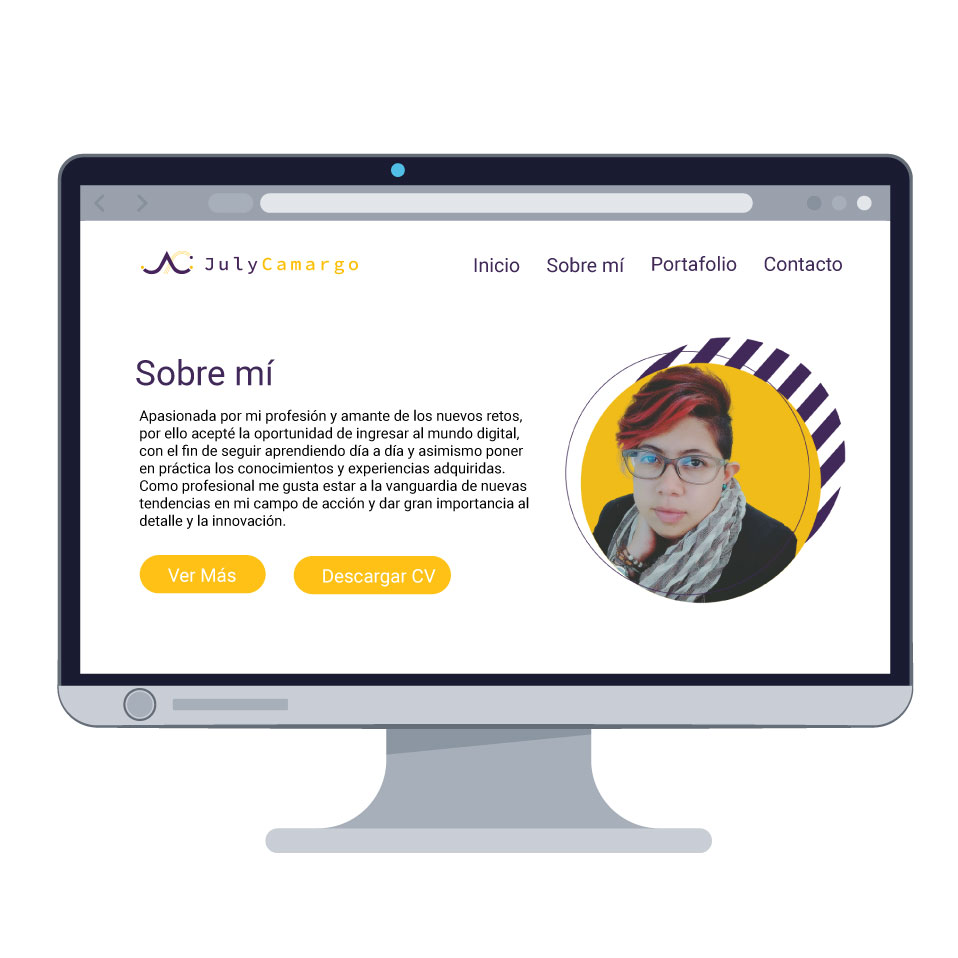 JulyCamargo
Inicio Sobre mí Portafolio Contacto
Sobre mí
Apasionada por mi profesión y amante de los nuevos retos,
por ello acepté la oportunidad de ingresar al mundo digital,
con el fin de seguir aprendiendo día a día y asimismo poner
en práctica los conocimientos y experiencias adquiridas.
Como profesional me gusta estar a la vanguardia de nuevas
tendencias en mi campo de acción y dar gran importancia al
detalle y la innovación.
Ver Más Descargar CV